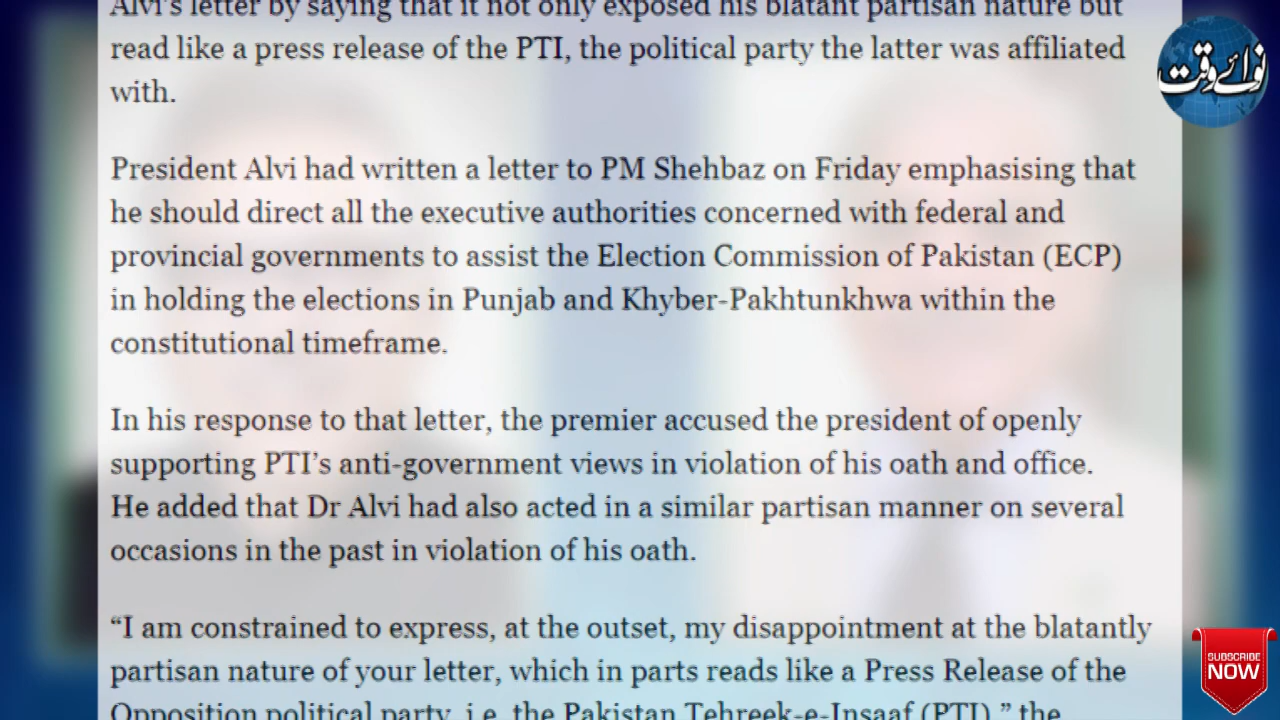 Alvi's letter by saying that it not only exposed his blatant partisan nature but
read like a press release of the PTI, the political party the latter was affiliated
with.
President Alvi had written a letter to PM Shehbaz on Friday emphasising that
he should direct all the executive authorities concerned with federal and
provincial governments to assist the Election Commission of Pakistan (ECP)
in holding the elections in Punjab and Khyber-Pakhtunkhwa within the
constitutional timeframe.
In his response to that letter, the premier accused the president of openly
supporting PTI’s anti-government views in violation of his oath and office.
He added that Dr Alvi had also acted in a similar partisan manner on several
occasions in the past in violation of his oath.
“I am constrained to express, at the outset, my disappointment at the blatantly
partisan nature of your letter, which in parts reads like a Press Release of the
Opposition political party, i.e. the Pakistan Tehreek-e-Insaaf (PTI),” the
نوائے وقت
SUBSCRIBE
NOW